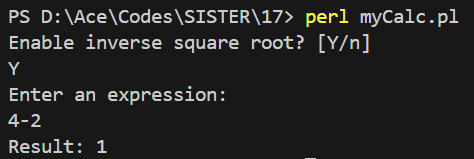 PS D:\Ace\Codes\SISTER\17> perl myCalc.pl
Enable inverse square root? [Y/n]
Y
Enter an expression:
4-2
Result: 1